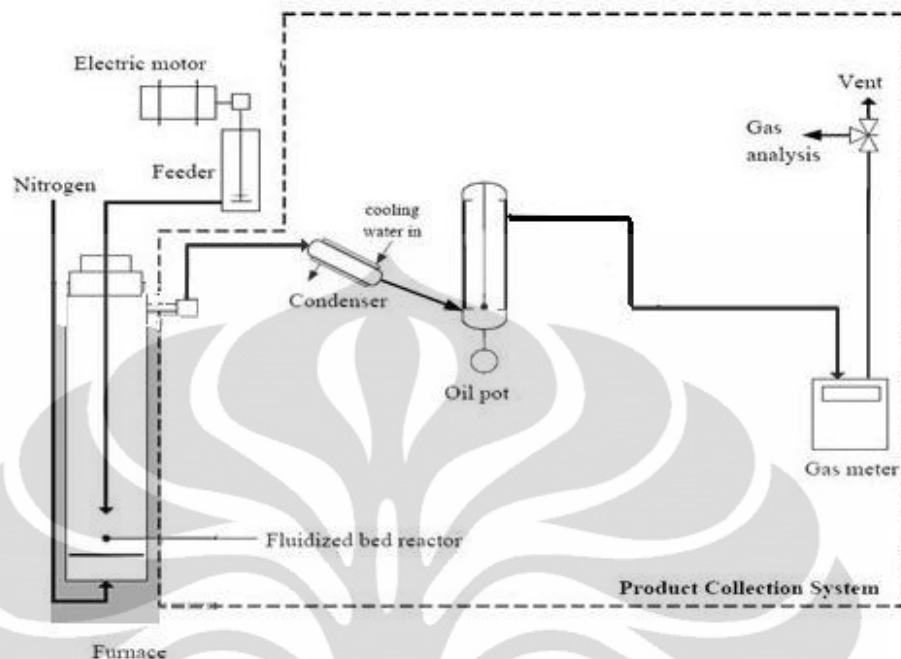 Electric motor
Vent
Gas
analysis
Feeder
Nitrogen
cooling
water in
Condenser
Oil pot
Gas meter
Fluidized bed reactor
Product Collection System
Furnace